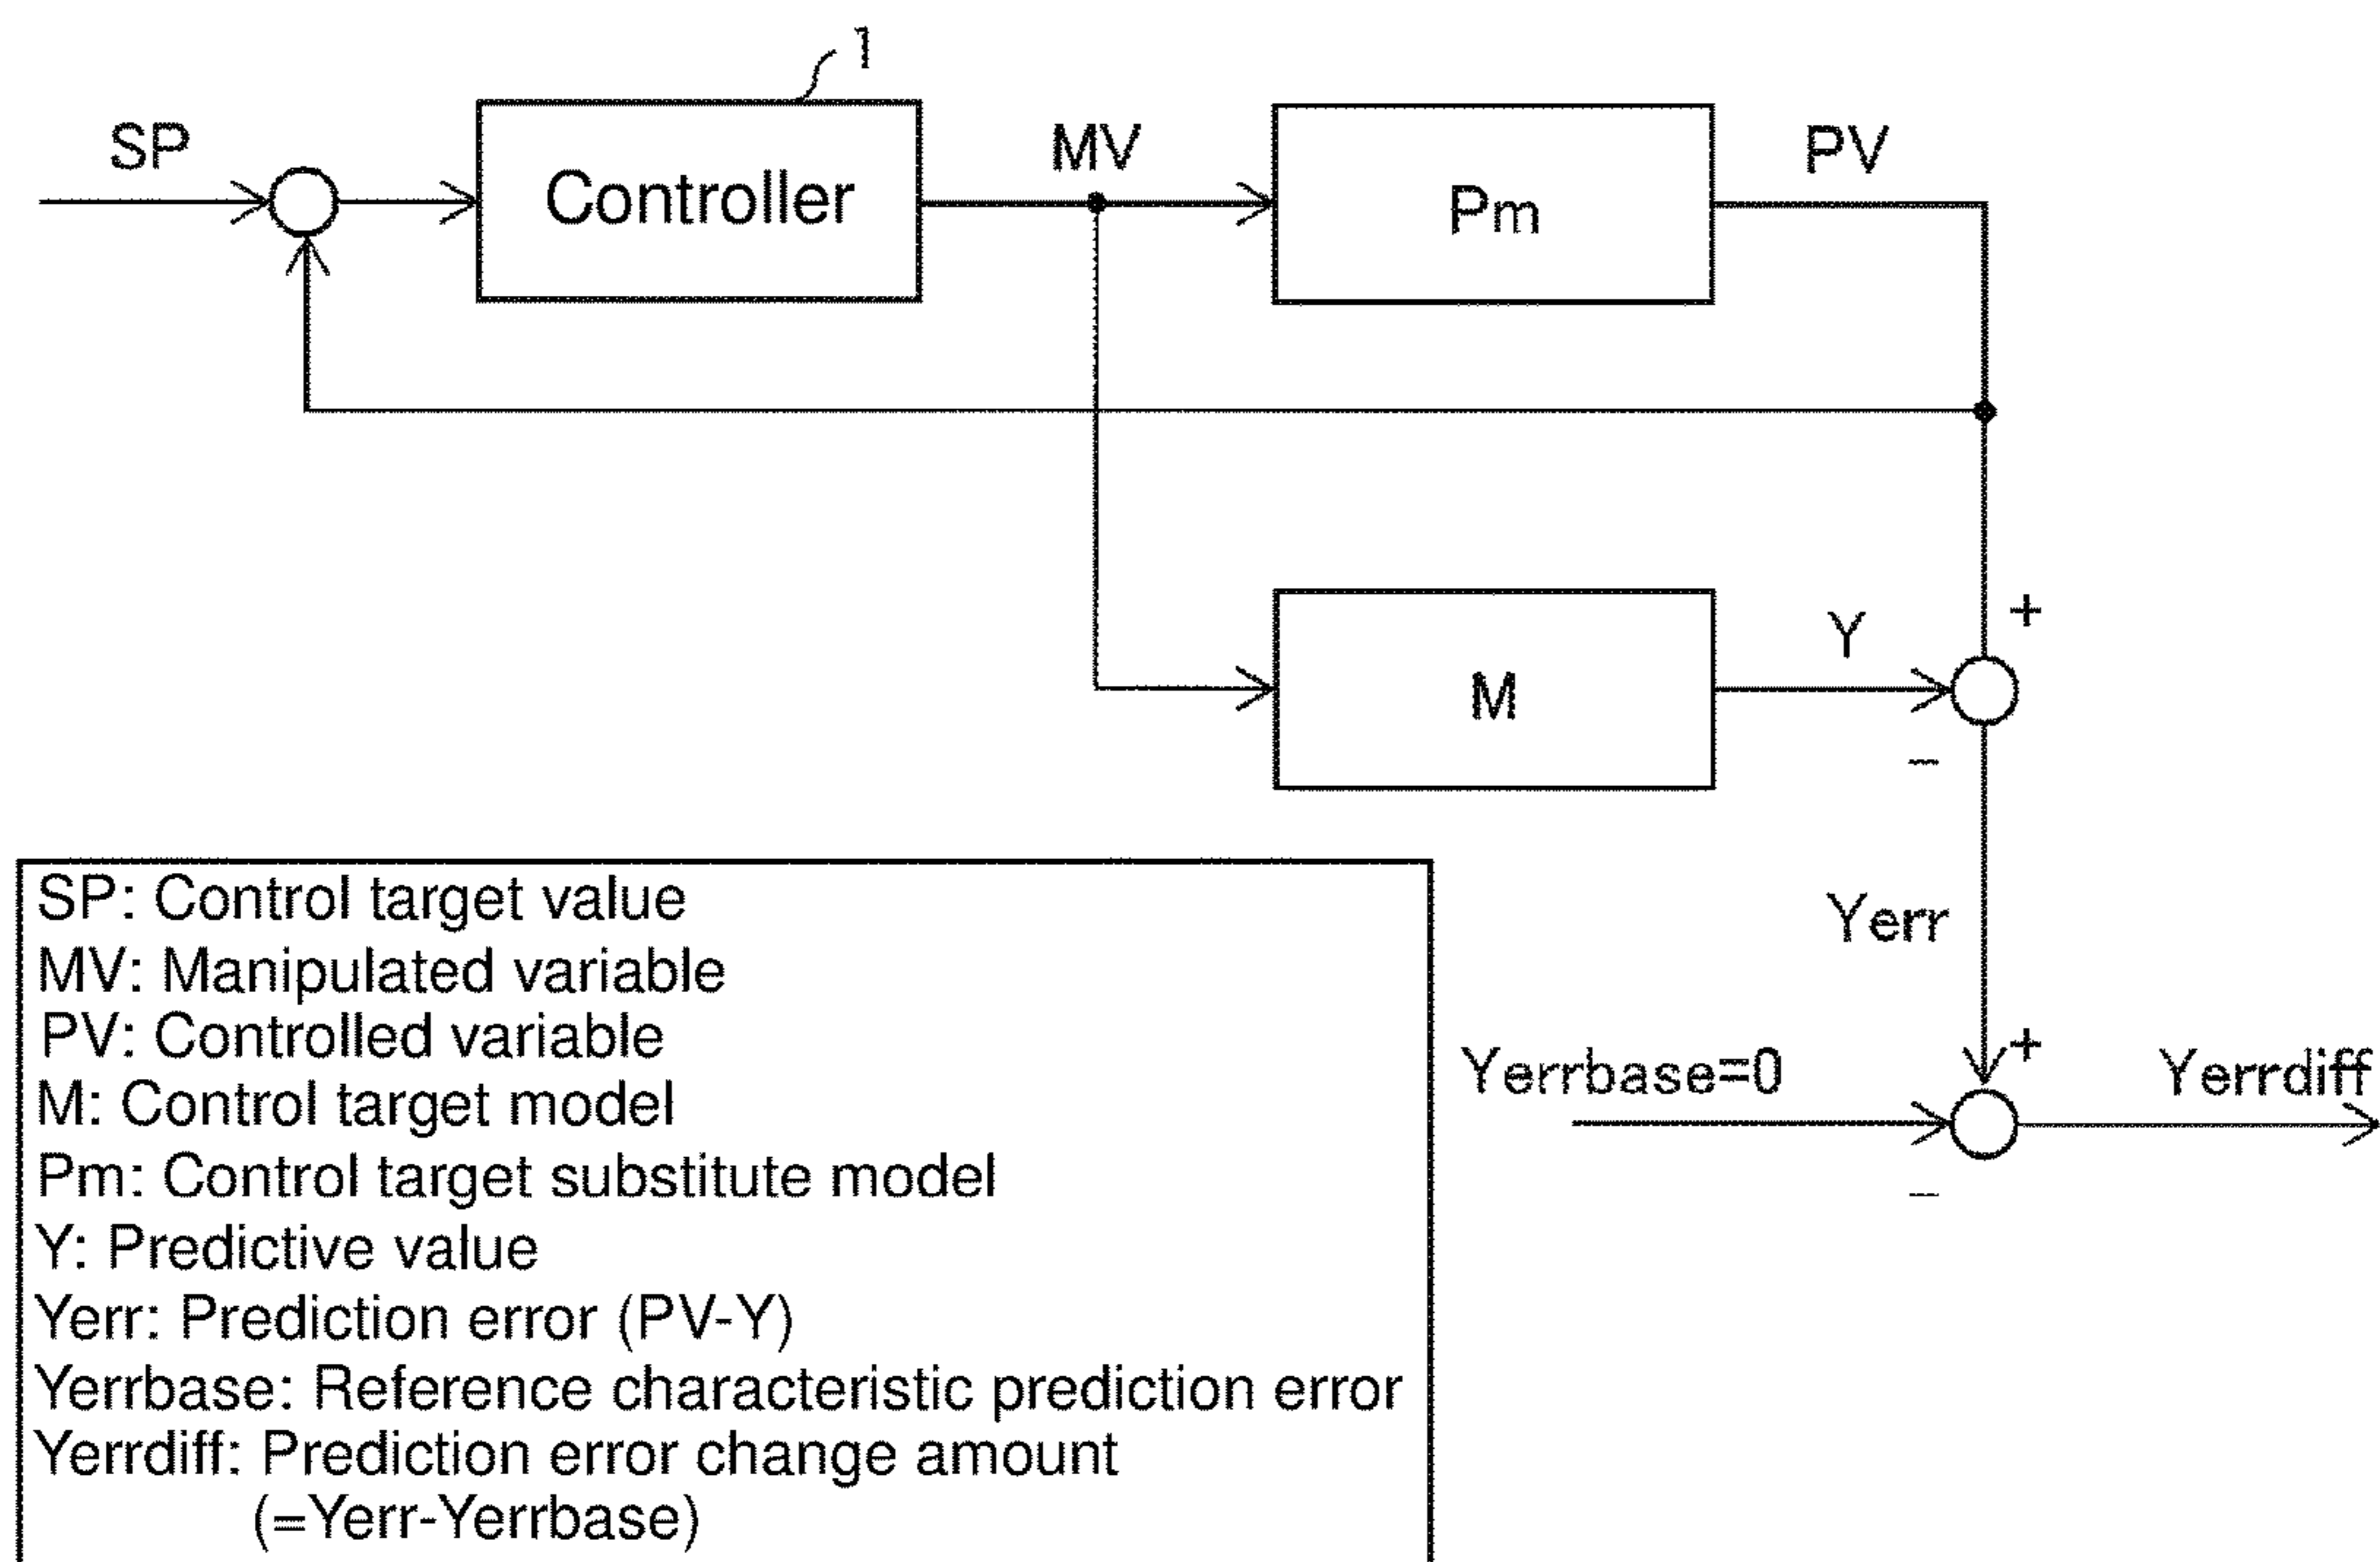 1
SP
Controller
MV
Pm
PV
M
Y
+
−
Yerr
Yerrbase=0
+
−
Yerrdiff
SP: Control target value
MV: Manipulated variable
PV: Controlled variable
M: Control target model
Pm: Control target substitute model
Y: Predictive value
Yerr: Prediction error (PV-Y)
Yerrbase: Reference characteristic prediction error
Yerrdiff: Prediction error change amount
(=Yerr-Yerrbase)